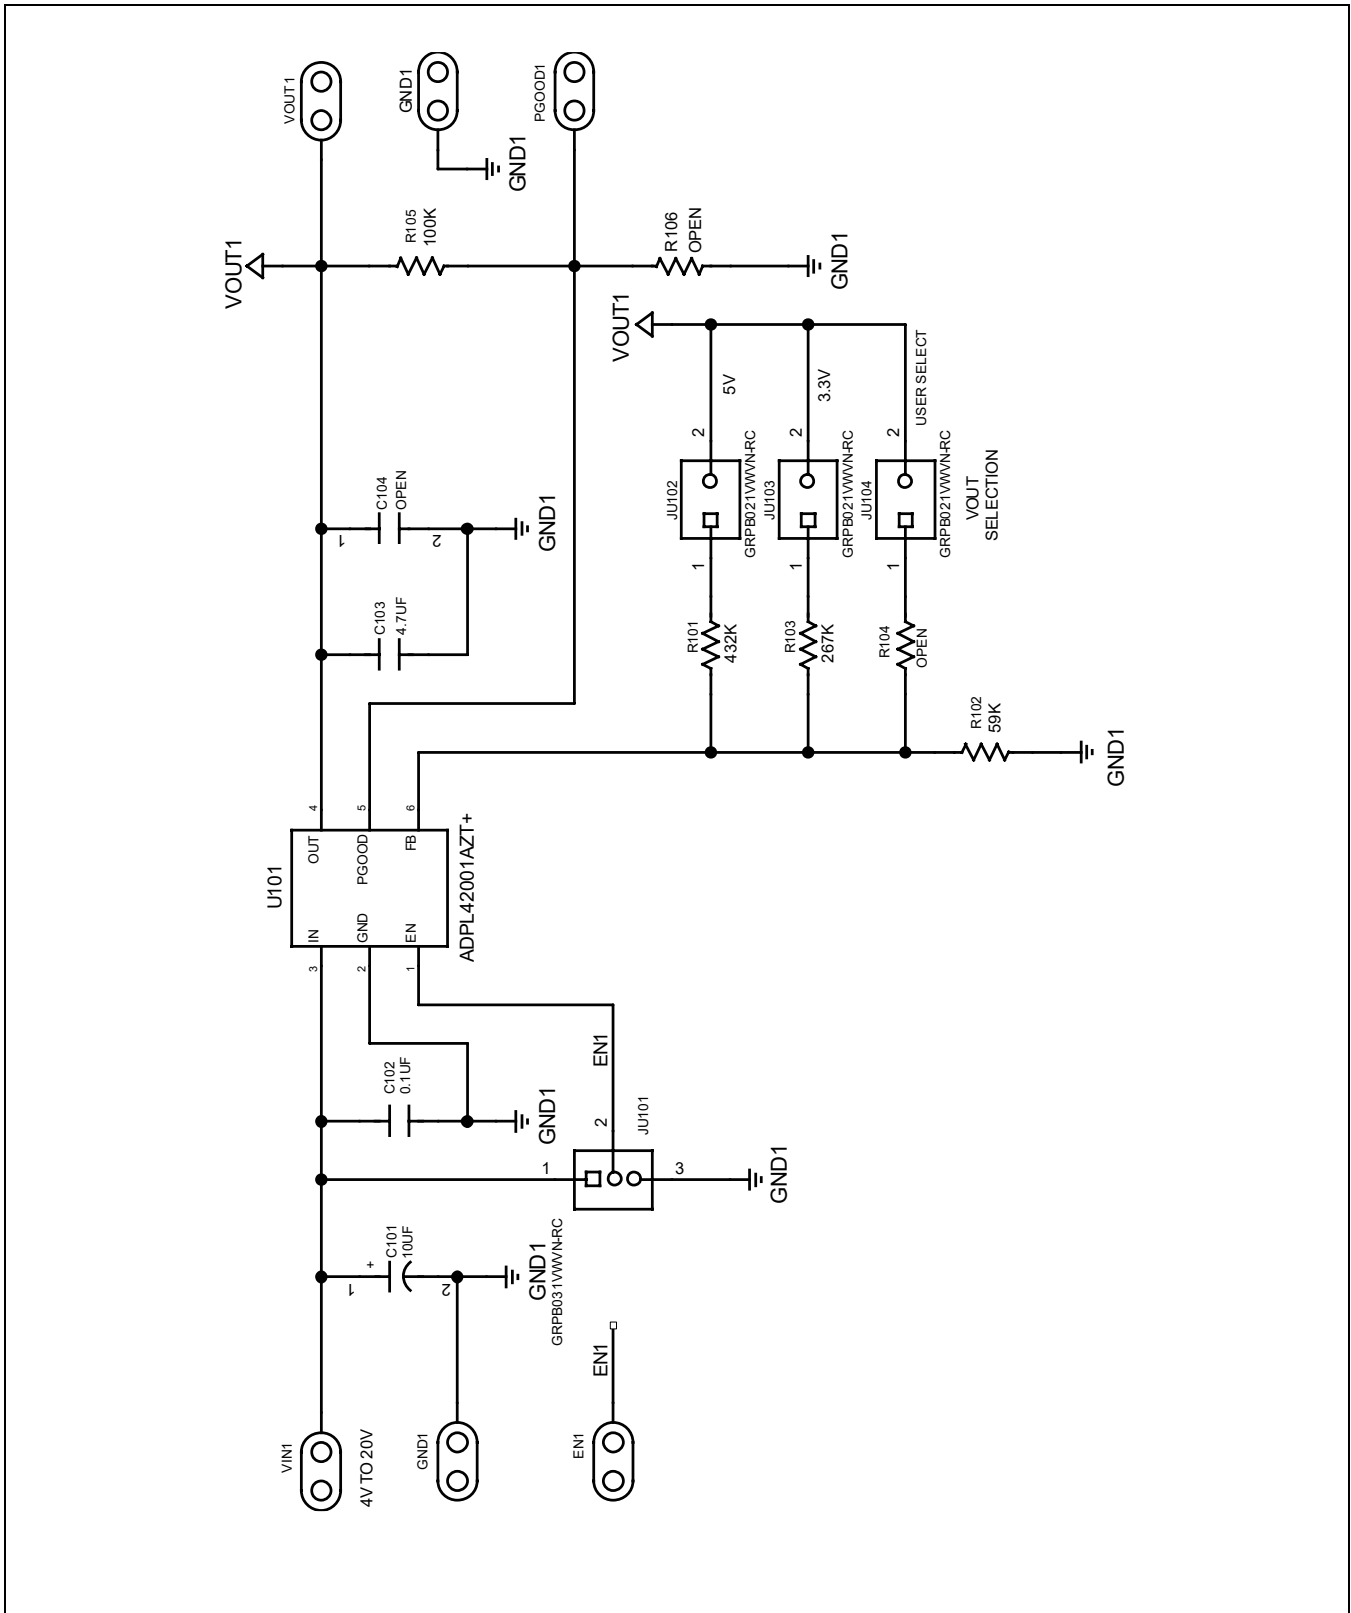 VIN1
4V TO 20V
GND1
EN1
EN1
1
+
C101
10UF
2
GND1
GRPB031VWVN-RC
1
2
3
JU101
GND1
EN1
C102
0.1UF
GND1
U101
3
IN
2
GND
1
EN
OUT
4
PGOOD
5
FB
6
ADPL42001AZT+
C103
4.7UF
1
C104
OPEN
2
GND1
VOUT1
R105
100K
R106
OPEN
GND1
VOUT1
GND1
GND1
PGOOD1
VOUT1
R101
432K
1
JU102
2
GRPB021VWVN-RC
5V
R103
267K
1
JU103
2
GRPB021VWVN-RC
3.3V
R104
OPEN
1
JU104
2
GRPB021VWVN-RC
USER SELECT
VOUT
SELECTION
R102
59K
GND1